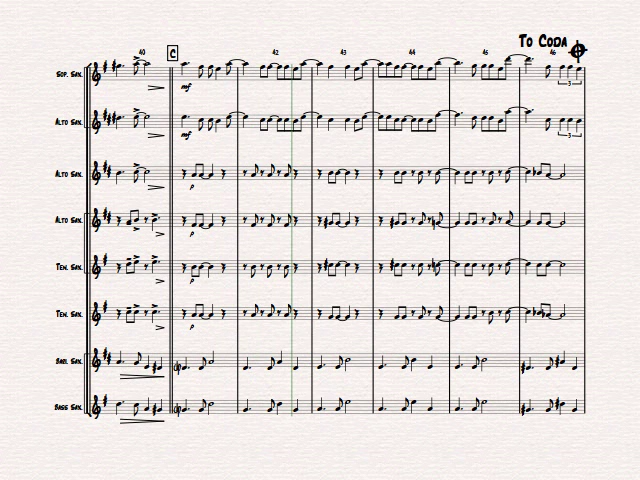 To Coda
40 C 42 43 44 45 46
Sop. Sax.
mf
3
Alto Sax.
mf
3
Alto Sax.
p
Alto Sax.
p
Ten. Sax.
p
Ten. Sax.
p
Bari. Sax.
Bass Sax.